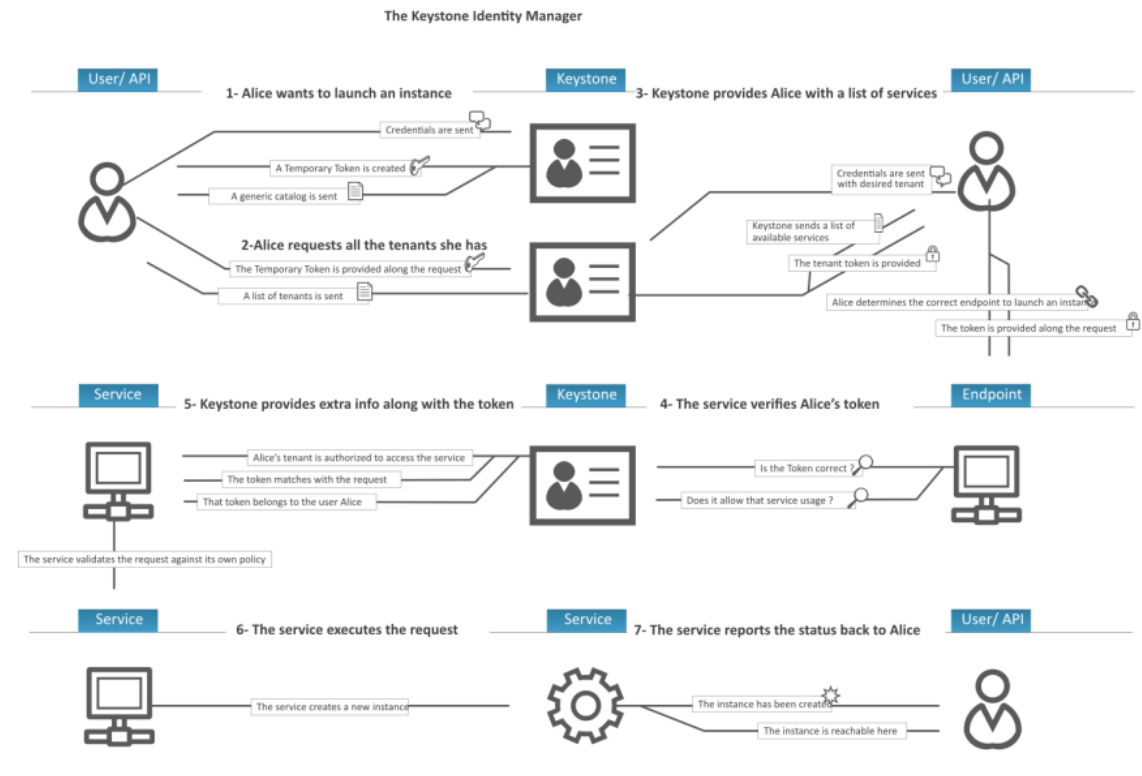 The Keystone Identity Manager
User/ API
1- Alice wants to launch an instance
Keystone
3- Keystone provides Alice with a list of services
User/ API
Credentials are sent
A Temporary Token is created
A generic catalog is sent
2-Alice requests all the tenants she has
The Temporary Token is provided along the request
A list of tenants is sent
Credentials are sent
with desired tenant
Keystone sends a list of
available services
The tenant token is provided
Alice determines the correct endpoint to launch an instance
The token is provided along the request
Service
5- Keystone provides extra info along with the token
Keystone
4- The service verifies Alice's token
Endpoint
Alice's tenant is authorized to access the service
The token matches with the request
That token belongs to the user Alice
Is the Token correct ?
Does it allow that service usage ?
The service validates the request against its own policy
Service
6- The service executes the request
Service
7- The service reports the status back to Alice
User/ API
The service creates a new instance
The instance has been created
The instance is reachable here